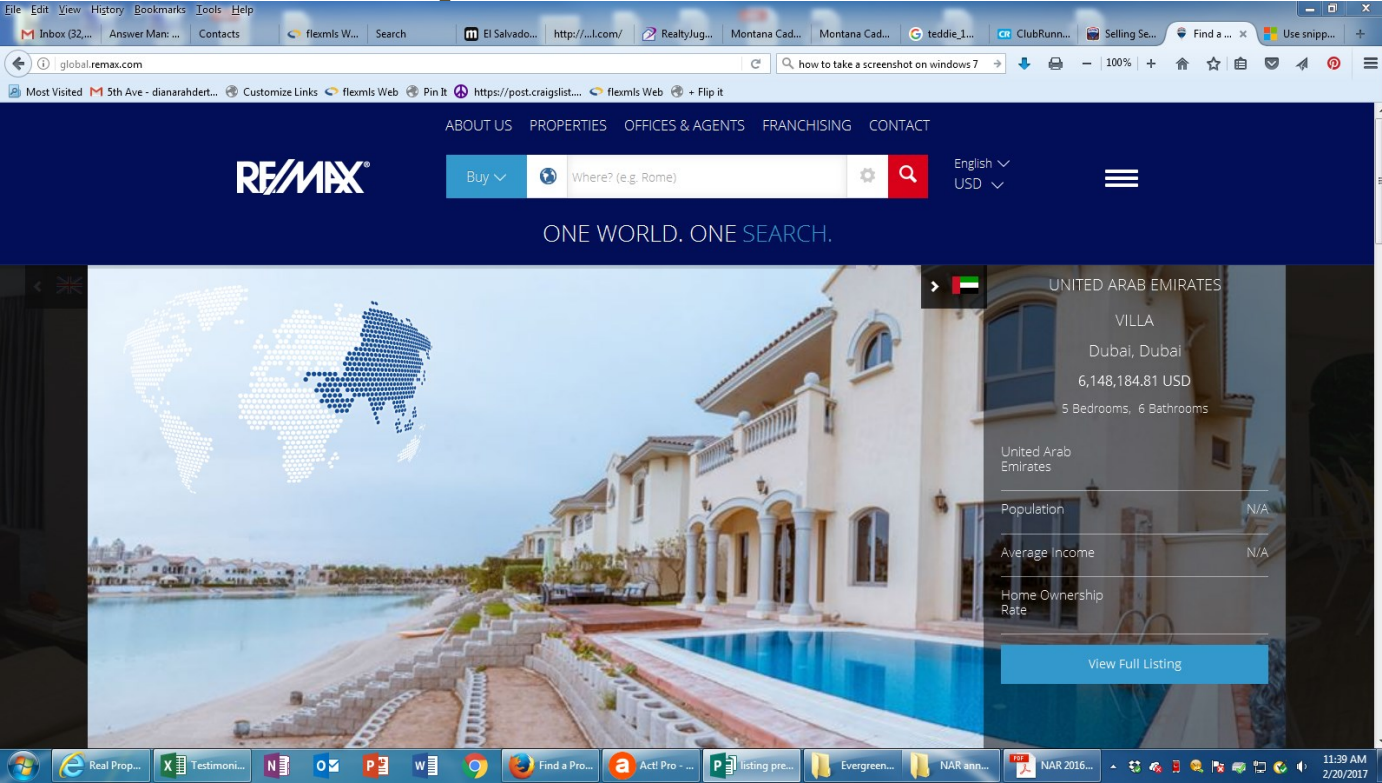 File Edit View History Bookmarks Tools Help
Inbox (32,... Answer Man: ... Contacts flexmls W... Search El Salvado... http://...l.com/ RealtyJug... Montana Cad... Montana Cad... teddie_1... ClubRunn... Selling Se... Find a ... Use snipp...
global.remax.com how to take a screenshot on windows 7 100%
Most Visited 5th Ave - dianarahdert... Customize Links flexmls Web Pin It https://post.craigslist.... flexmls Web + Flip it
ABOUT US PROPERTIES OFFICES & AGENTS FRANCHISING CONTACT
RE/MAX®
Buy Where? (e.g. Rome)
English
USD
ONE WORLD. ONE SEARCH.
UNITED ARAB EMIRATES
VILLA
Dubai, Dubai
6,148,184.81 USD
5 Bedrooms, 6 Bathrooms
United Arab
Emirates
Population N/A
Average Income N/A
Home Ownership
Rate
View Full Listing
Real Prop... Testimoni... Find a Pro... Act! Pro - ... listing pre... Evergreen... NAR ann... NAR 2016... 11:39 AM
2/20/2017